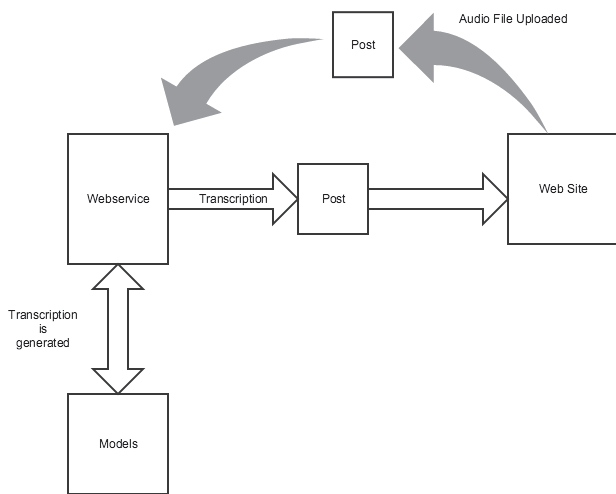 Audio File Uploaded
Post
Webservice
Transcription
Post
Web Site
Transcription
is
generated
Models